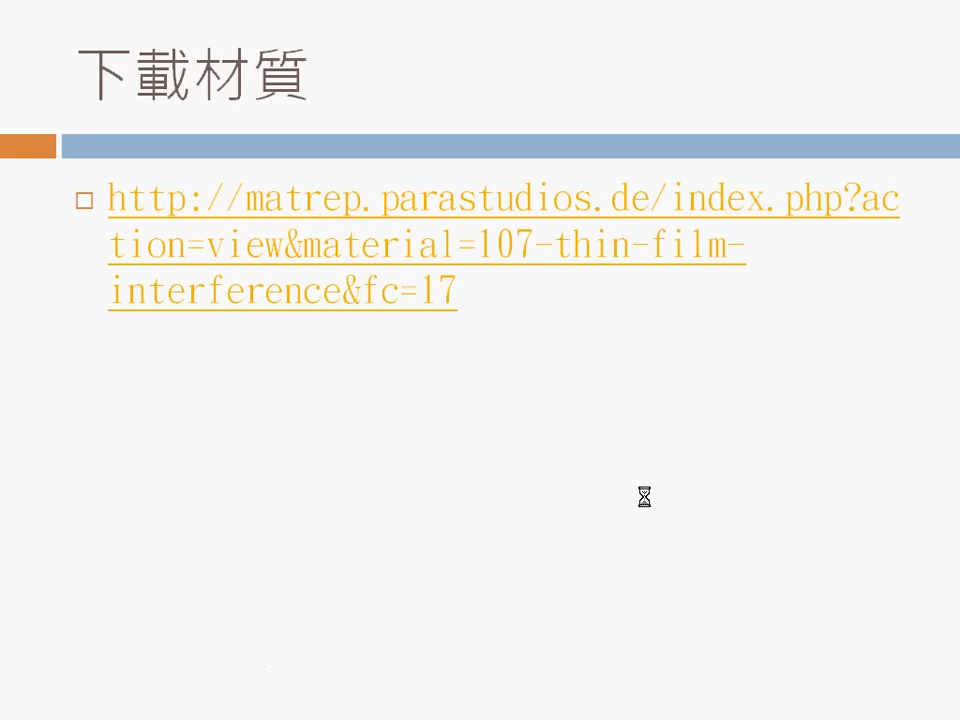 下載材質
http://matrep.parastudios.de/index.php?ac
tion=view&material=107-thin-film-
interference&fc=17